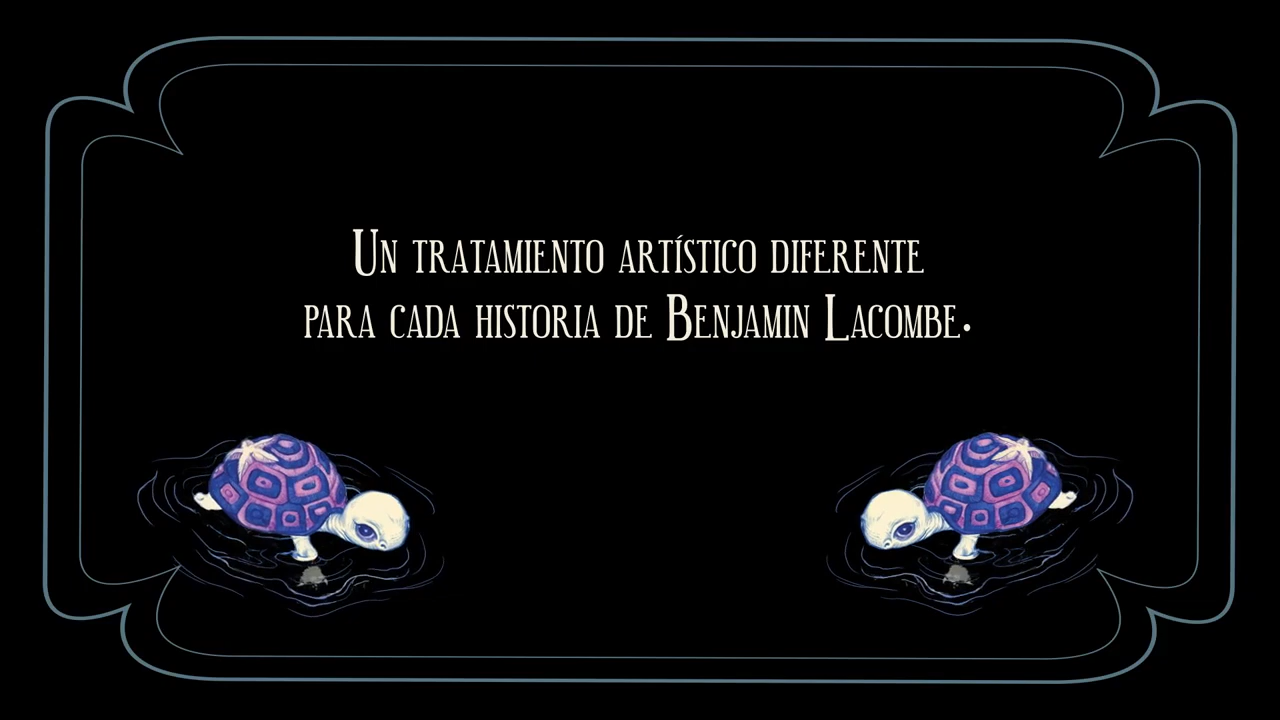 Un tratamiento artístico diferente
para cada historia de Benjamin Lacombe.